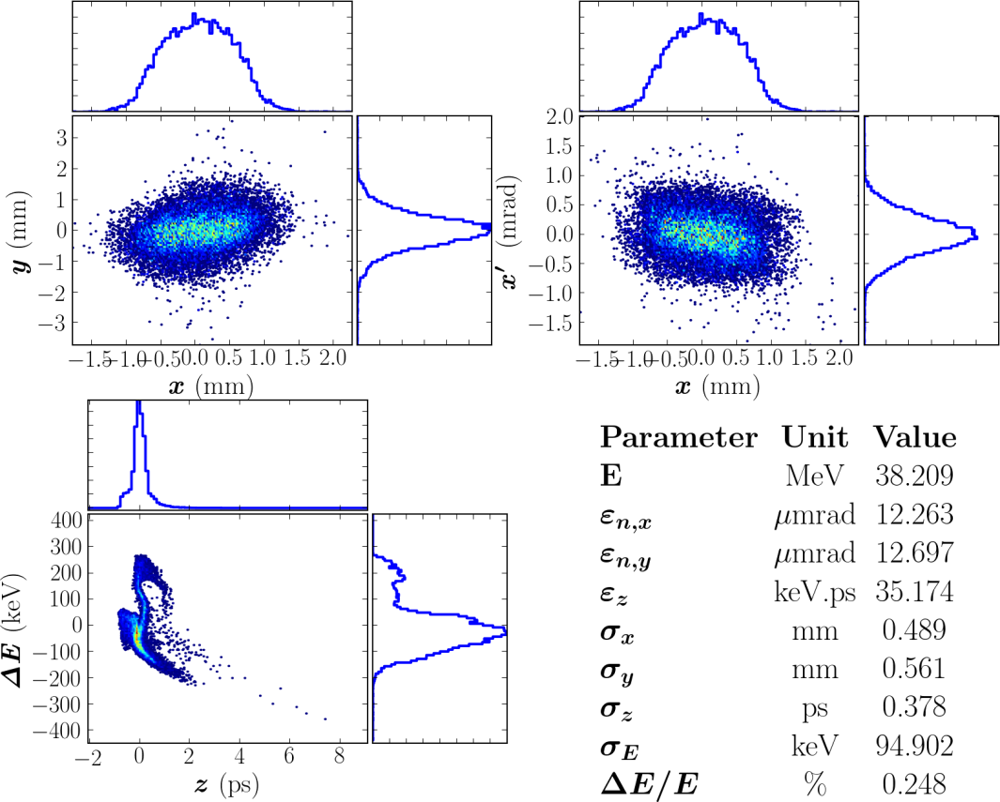 3
2
1
0
−1
−2
−3
y (mm)
−1.5 −1.0 −0.5 0.0 0.5 1.0 1.5 2.0
x (mm)
2.0
1.5
1.0
0.5
0.0
−0.5
−1.0
−1.5
x′ (mrad)
−1.5 −1.0 −0.5 0.0 0.5 1.0 1.5 2.0
x (mm)
400
300
200
100
0
−100
−200
−300
−400
ΔE (keV)
−2 0 2 4 6 8
z (ps)
Parameter Unit Value
E MeV 38.209
εn,x μmrad 12.263
εn,y μmrad 12.697
εz keV.ps 35.174
σx mm 0.489
σy mm 0.561
σz ps 0.378
σE keV 94.902
ΔE/E % 0.248